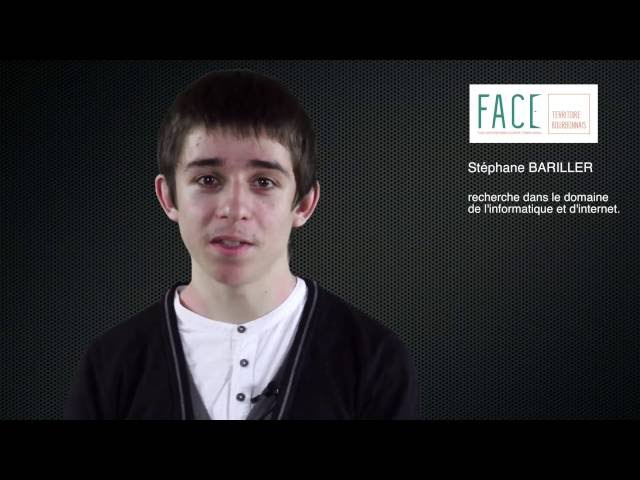 FACE
TERRITOIRE
BOURBONNAIS
Stéphane BARILLER
recherche dans le domaine
de l'informatique et d'internet.